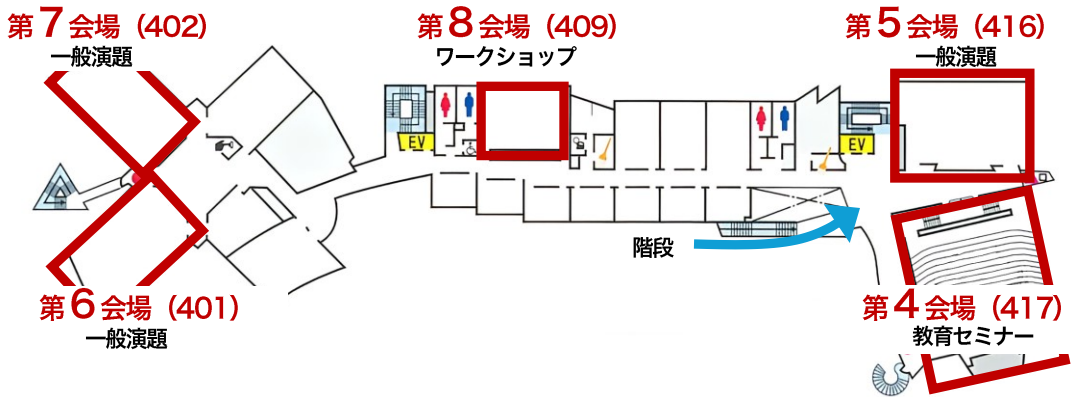 第7会場（402）
一般演題
第8会場（409）
ワークショップ
第5会場（416）
一般演題
EV
EV
階段
第6会場（401）
一般演題
第4会場（417）
教育セミナー